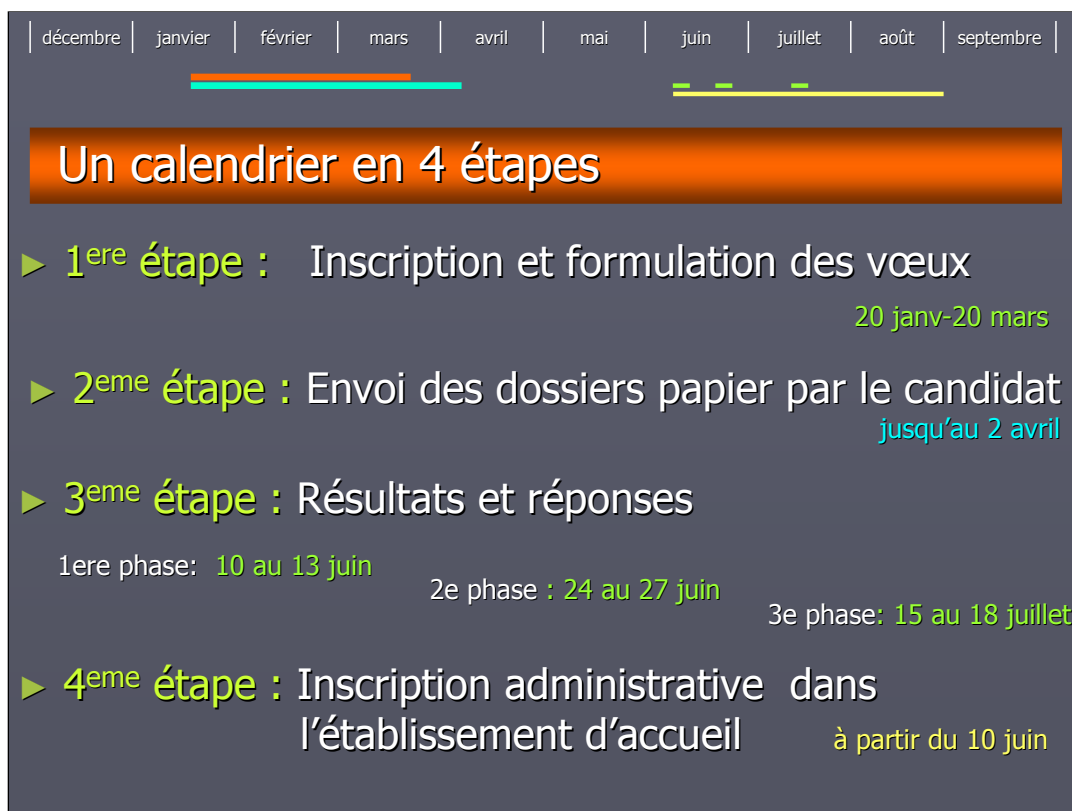 décembre janvier février mars avril mai juin juillet août septembre
Un calendrier en 4 étapes
► 1ere étape : Inscription et formulation des vœux
20 janv-20 mars
► 2eme étape : Envoi des dossiers papier par le candidat
jusqu’au 2 avril
► 3eme étape : Résultats et réponses
1ere phase: 10 au 13 juin
2e phase : 24 au 27 juin
3e phase: 15 au 18 juillet
► 4eme étape : Inscription administrative dans
l’établissement d’accueil à partir du 10 juin